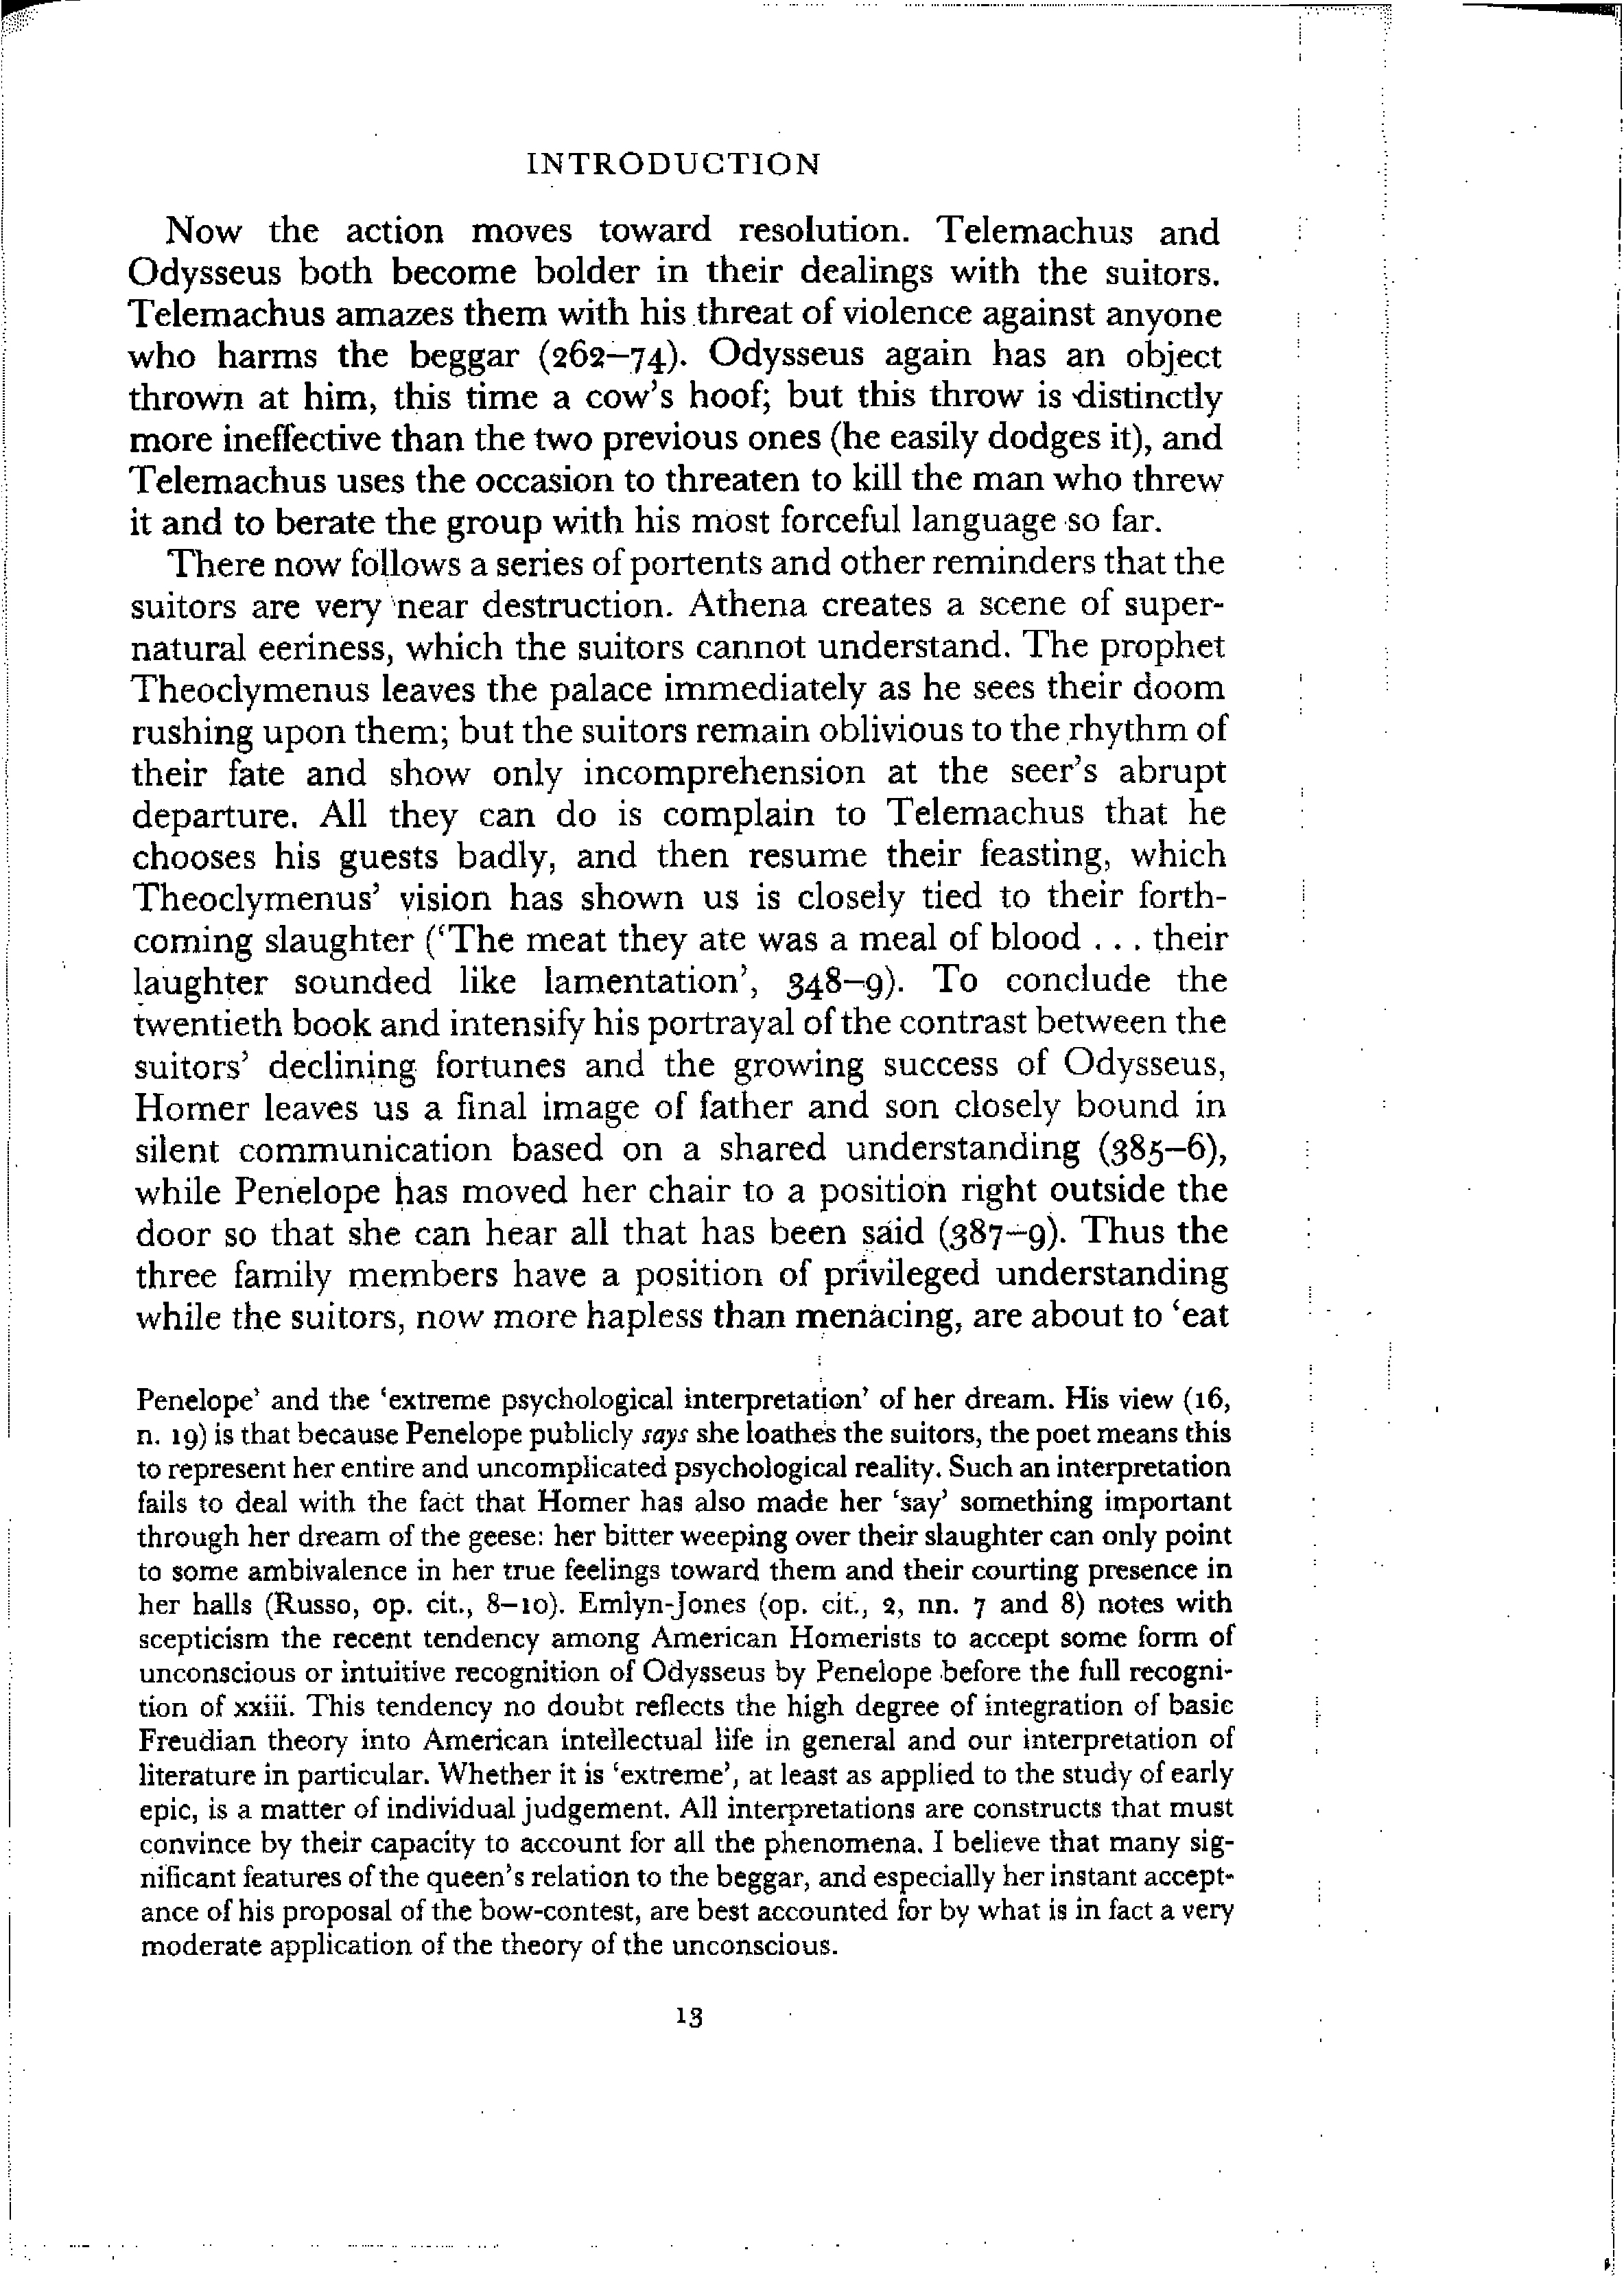 INTRODUCTION
Now the action moves toward resolution. Telemachus and
Odysseus both become bolder in their dealings with the suitors.
Telemachus amazes them with his threat of violence against anyone
who harms the beggar (262–74). Odysseus again has an object
thrown at him, this time a cow's hoof; but this throw is distinctly
more ineffective than the two previous ones (he easily dodges it), and
Telemachus uses the occasion to threaten to kill the man who threw
it and to berate the group with his most forceful language so far.
There now follows a series of portents and other reminders that the
suitors are very near destruction. Athena creates a scene of super-
natural eeriness, which the suitors cannot understand. The prophet
Theoclymenus leaves the palace immediately as he sees their doom
rushing upon them; but the suitors remain oblivious to the rhythm of
their fate and show only incomprehension at the seer's abrupt
departure. All they can do is complain to Telemachus that he
chooses his guests badly, and then resume their feasting, which
Theoclymenus' vision has shown us is closely tied to their forth-
coming slaughter ('The meat they ate was a meal of blood . . . their
laughter sounded like lamentation', 348–9). To conclude the
twentieth book and intensify his portrayal of the contrast between the
suitors' declining fortunes and the growing success of Odysseus,
Homer leaves us a final image of father and son closely bound in
silent communication based on a shared understanding (385–6),
while Penelope has moved her chair to a position right outside the
door so that she can hear all that has been said (387–9). Thus the
three family members have a position of privileged understanding
while the suitors, now more hapless than menacing, are about to 'eat
Penelope' and the 'extreme psychological interpretation' of her dream. His view (16,
n. 19) is that because Penelope publicly says she loathes the suitors, the poet means this
to represent her entire and uncomplicated psychological reality. Such an interpretation
fails to deal with the fact that Homer has also made her 'say' something important
through her dream of the geese: her bitter weeping over their slaughter can only point
to some ambivalence in her true feelings toward them and their courting presence in
her halls (Russo, op. cit., 8–10). Emlyn-Jones (op. cit., 2, nn. 7 and 8) notes with
scepticism the recent tendency among American Homerists to accept some form of
unconscious or intuitive recognition of Odysseus by Penelope before the full recogni-
tion of xxiii. This tendency no doubt reflects the high degree of integration of basic
Freudian theory into American intellectual life in general and our interpretation of
literature in particular. Whether it is 'extreme', at least as applied to the study of early
epic, is a matter of individual judgement. All interpretations are constructs that must
convince by their capacity to account for all the phenomena. I believe that many sig-
nificant features of the queen's relation to the beggar, and especially her instant accept-
ance of his proposal of the bow-contest, are best accounted for by what is in fact a very
moderate application of the theory of the unconscious.
13